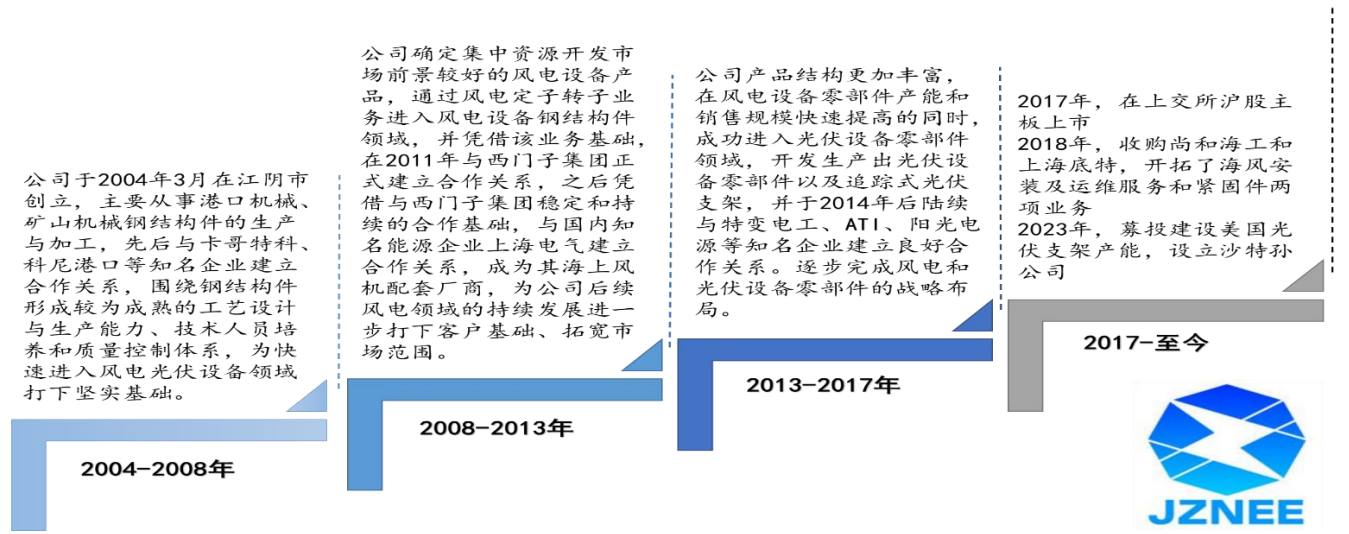 公司于2004年3月在江阴市
创立，主要从事港口机械、
矿山机械钢结构件的生产
与加工，先后与卡哥特科、
科尼港口等知名企业建立
合作关系，围绕钢结构件
形成较为成熟的工艺设计
与生产能力、技术人员培
养和质量控制体系，为快
速进入风电光伏设备领域
打下坚实基础。
2004-2008年
公司确定集中资源开发市
场前景较好的风电设备产
品，通过风电定子转子业
务进入风电设备钢结构件
领域，并凭借该业务基础，
在2011年与西门子集团正
式建立合作关系，之后凭
借与西门子集团稳定和持
续的合作基础，与国内知
名能源企业上海电气建立
合作关系，成为其海上风
机配套厂商，为公司后续
风电领域的持续发展进一
步打下客户基础、拓宽市
场范围。
2008-2013年
公司产品结构更加丰富，
在风电设备零部件产能和
销售规模快速提高的同时，
成功进入光伏设备零部件
领域，开发生产出光伏设
备零部件以及追踪式光伏
支架，并于2014年后陆续
与特变电工、ATI、阳光电
源等知名企业建立良好合
作关系。逐步完成风电和
光伏设备零部件的战略布
局。
2013-2017年
2017年，在上交所沪股主
板上市
2018年，收购尚和海工和
上海底特，开拓了海风安
装及运维服务和紧固件两
项业务
2023年，募投建设美国光
伏支架产能，设立沙特孙
公司
2017-至今
JZNEE